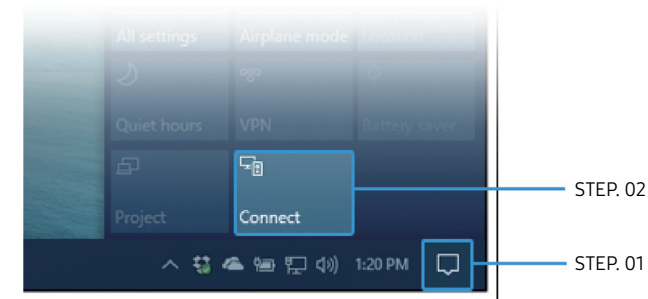 All settings Airplane mode Location
Quiet hours VPN Battery saver
Project Connect
STEP. 02
1:20 PM
STEP. 01